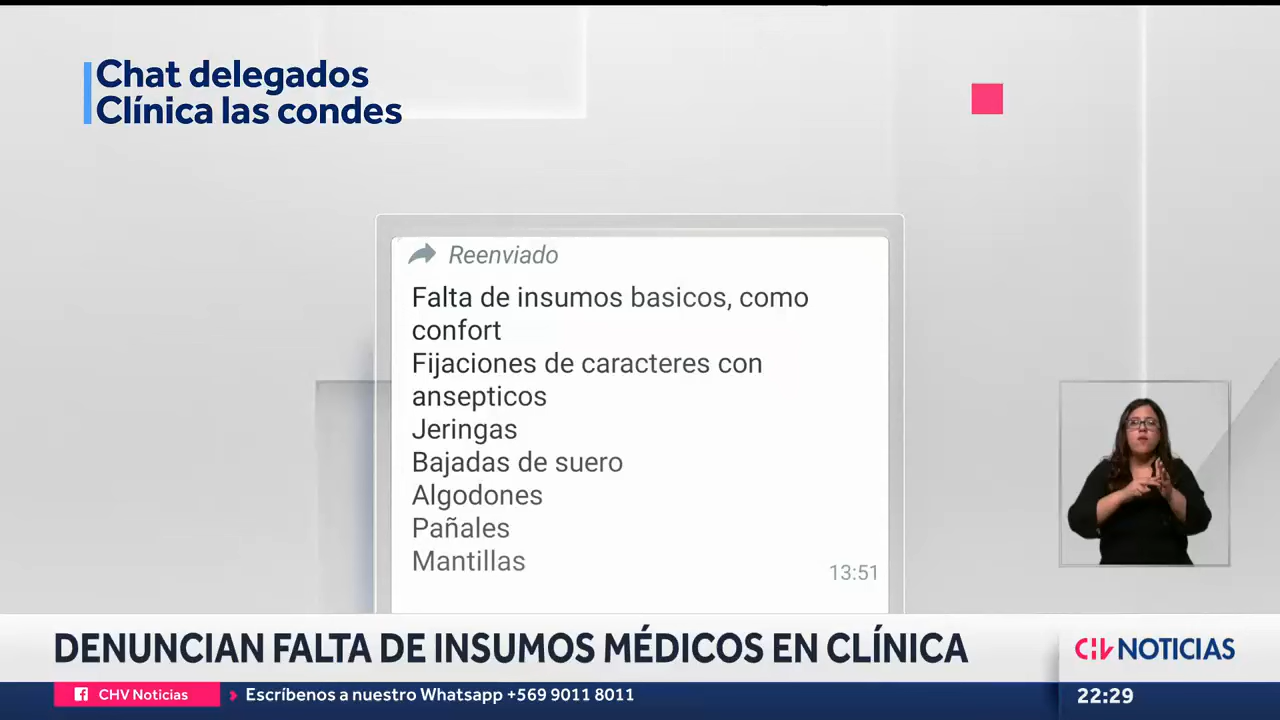 Chat delegados
Clínica las condes
Reenviado
Falta de insumos basicos, como
confort
Fijaciones de caracteres con
ansepticos
Jeringas
Bajadas de suero
Algodones
Pañales
Mantillas
13:51
DENUNCIAN FALTA DE INSUMOS MÉDICOS EN CLÍNICA
CHV NOTICIAS
CHV Noticias
Escríbenos a nuestro Whatsapp +569 9011 8011
22:29